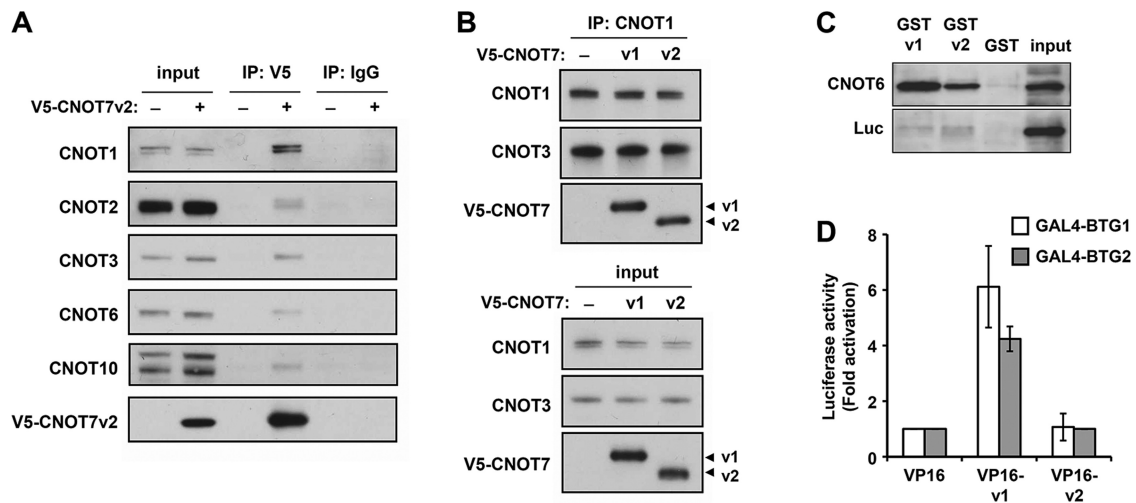 A
input IP: V5 IP: IgG
V5-CNOT7v2: – + – + – +
CNOT1
CNOT2
CNOT3
CNOT6
CNOT10
V5-CNOT7v2
B
IP: CNOT1
V5-CNOT7: – v1 v2
CNOT1
CNOT3
V5-CNOT7
v1
v2
input
V5-CNOT7: – v1 v2
CNOT1
CNOT3
V5-CNOT7
v1
v2
C
GST GST
v1 v2 GST input
CNOT6
Luc
D
GAL4-BTG1
GAL4-BTG2
Luciferase activity
(Fold activation)
8
6
4
2
0
VP16 VP16- VP16-
v1 v2